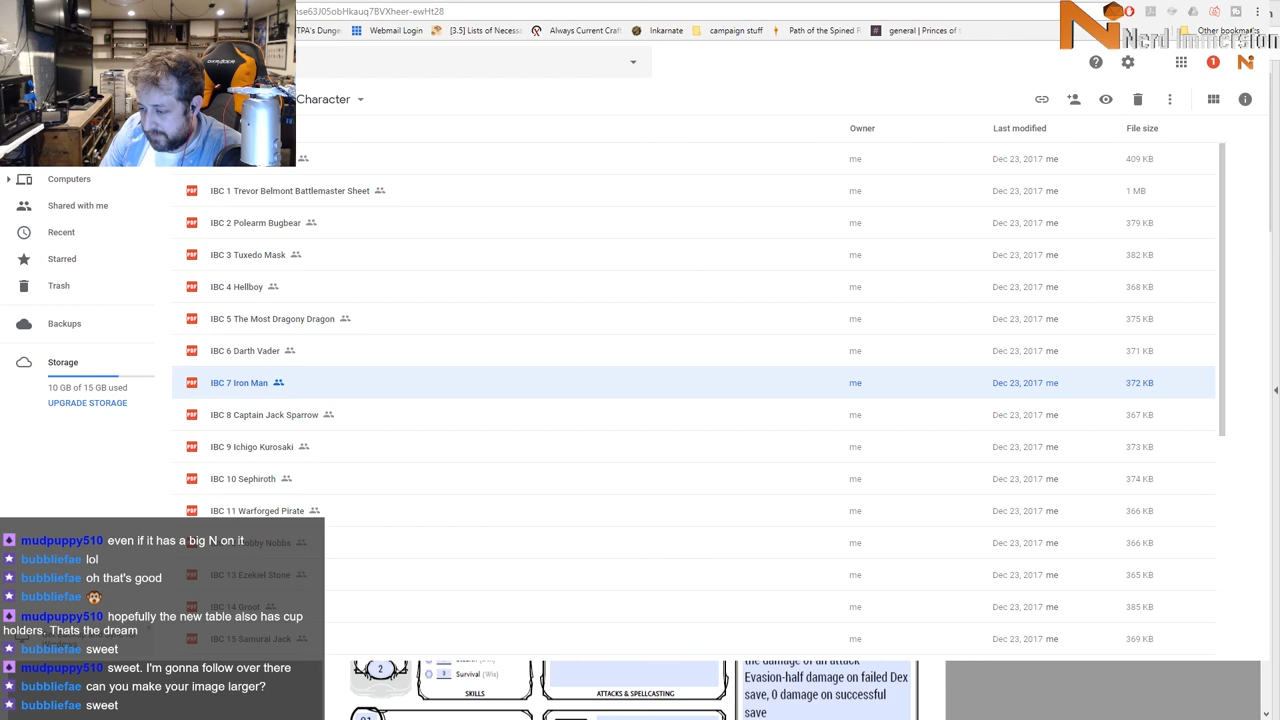 nse63J05obHkauq7BVXheer-ewHt28
TPA's Dunge
Webmail Login
[3.5] Lists of Necess
Always Current Craft
Inkarnate
campaign stuff
Path of the Spined R
general | Princes of s
Nerd Immersion
1
Character
Owner
Last modified
File size
me
Dec 23, 2017 me
409 KB
Computers
IBC 1 Trevor Belmont Battlemaster Sheet
me
Dec 23, 2017 me
1 MB
Shared with me
IBC 2 Polearm Bugbear
me
Dec 23, 2017 me
379 KB
Recent
IBC 3 Tuxedo Mask
me
Dec 23, 2017 me
382 KB
Starred
IBC 4 Hellboy
me
Dec 23, 2017 me
368 KB
Trash
IBC 5 The Most Dragony Dragon
me
Dec 23, 2017 me
375 KB
Backups
IBC 6 Darth Vader
me
Dec 23, 2017 me
371 KB
Storage
10 GB of 15 GB used
UPGRADE STORAGE
IBC 7 Iron Man
me
Dec 23, 2017 me
372 KB
IBC 8 Captain Jack Sparrow
me
Dec 23, 2017 me
367 KB
IBC 9 Ichigo Kurosaki
me
Dec 23, 2017 me
373 KB
IBC 10 Sephiroth
me
Dec 23, 2017 me
374 KB
IBC 11 Warforged Pirate
me
Dec 23, 2017 me
366 KB
obby Nobbs
me
Dec 23, 2017 me
366 KB
IBC 13 Ezekiel Stone
me
Dec 23, 2017 me
365 KB
IBC 14 Groot
me
Dec 23, 2017 me
385 KB
IBC 15 Samurai Jack
me
Dec 23, 2017 me
369 KB
mudpuppy510 even if it has a big N on it
bubbliefae lol
bubbliefae oh that's good
bubbliefae
mudpuppy510 hopefully the new table also has cup
holders. Thats the dream
bubbliefae sweet
mudpuppy510 sweet. I'm gonna follow over there
bubbliefae can you make your image larger?
bubbliefae sweet
2
3 Survival (Wis)
SKILLS
ATTACKS & SPELLCASTING
the damage of an attack
Evasion-half damage on failed Dex
save, 0 damage on successful
save